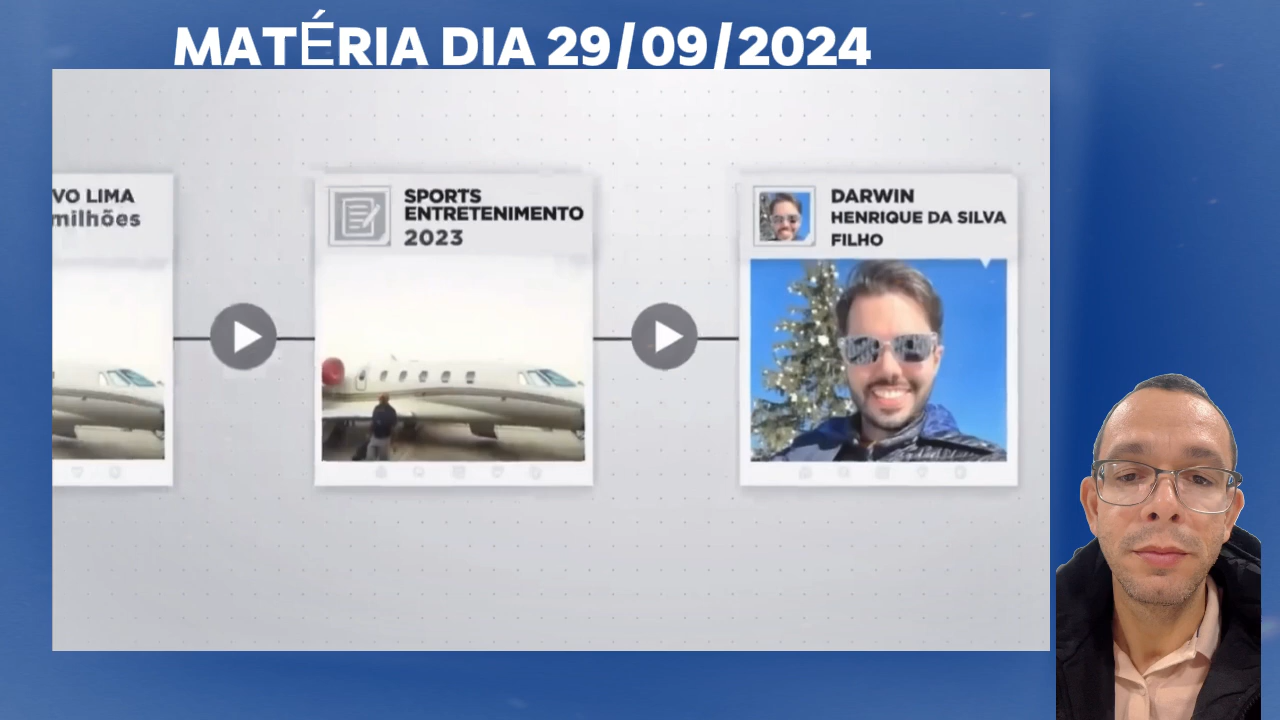 MATÉRIA DIA 29/09/2024
VO LIMA
milhões
SPORTS
ENTRETENIMENTO
2023
DARWIN
HENRIQUE DA SILVA
FILHO